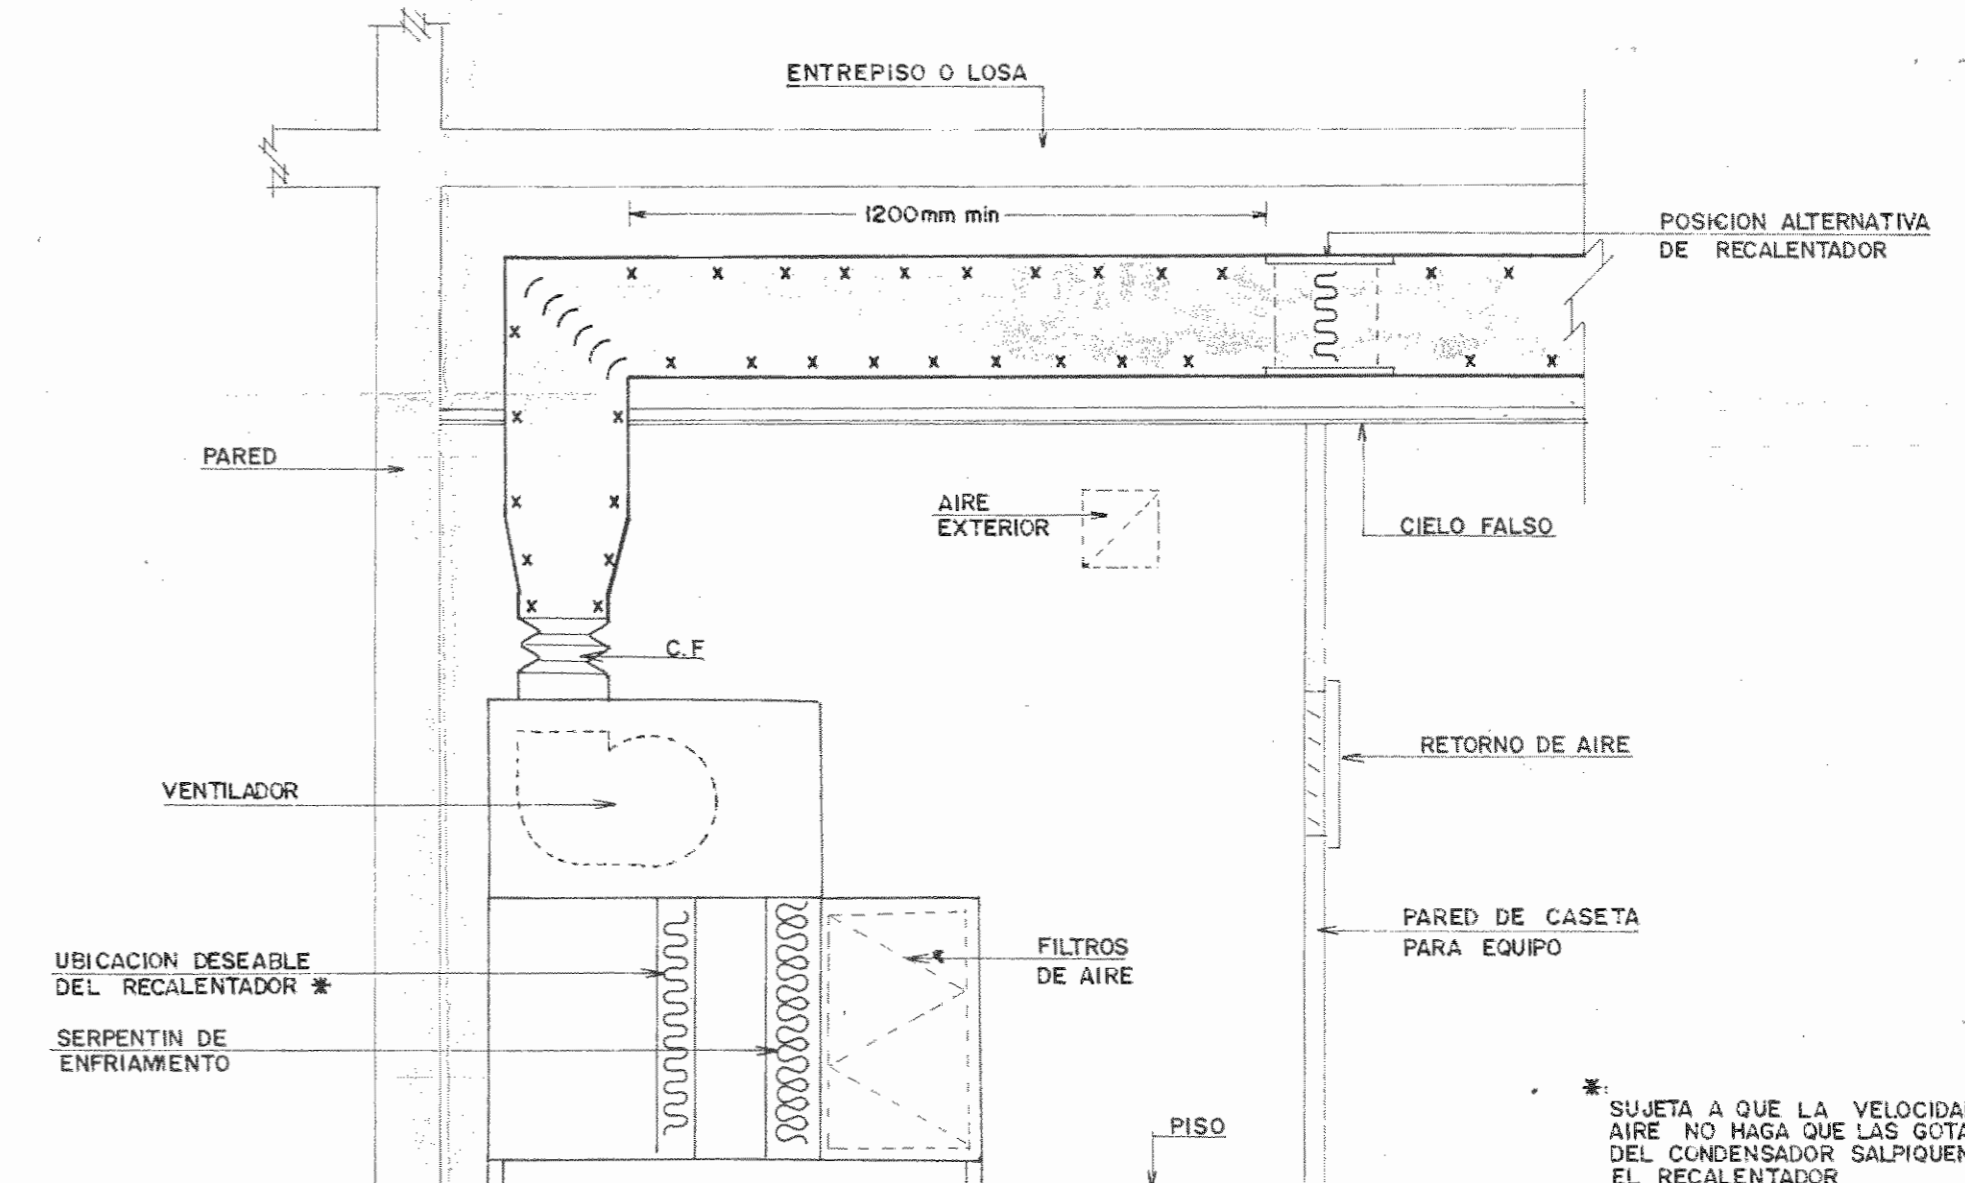 ENTREPISO O LOSA
1200mm min
POSICION ALTERNATIVA
DE RECALENTADOR
PARED
AIRE
EXTERIOR
CIELO FALSO
C.F
RETORNO DE AIRE
VENTILADOR
PARED DE CASETA
PARA EQUIPO
FILTROS
DE AIRE
UBICACION DESEABLE
DEL RECALENTADOR *
SERPENTIN DE
ENFRIAMIENTO
PISO
*:
SUJETA A QUE LA VELOCIDA
AIRE NO HAGA QUE LAS GOTA
DEL CONDENSADOR SALPIQUEN
EL RECALENTADOR